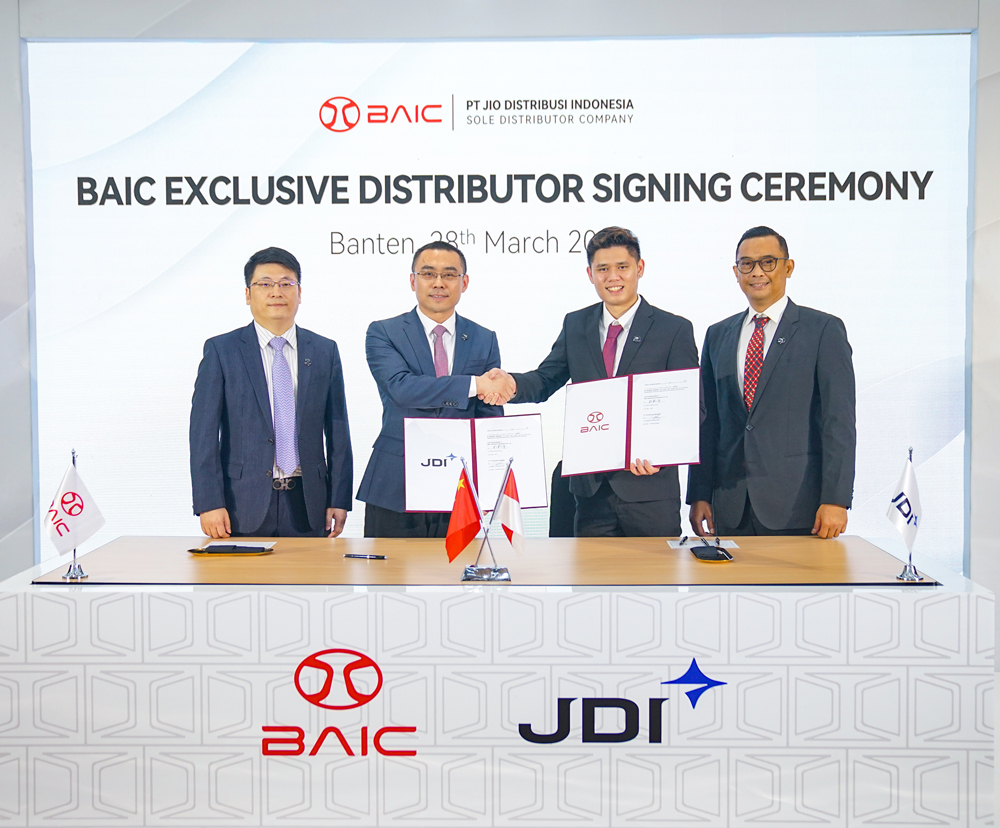 BAIC
PT JIO DISTRIBUSI INDONESIA
SOLE DISTRIBUTOR COMPANY
BAIC EXCLUSIVE DISTRIBUTOR SIGNING CEREMONY
Banten, 28th March
BAIC
JDI
BAIC
JDI
BAIC
JDI